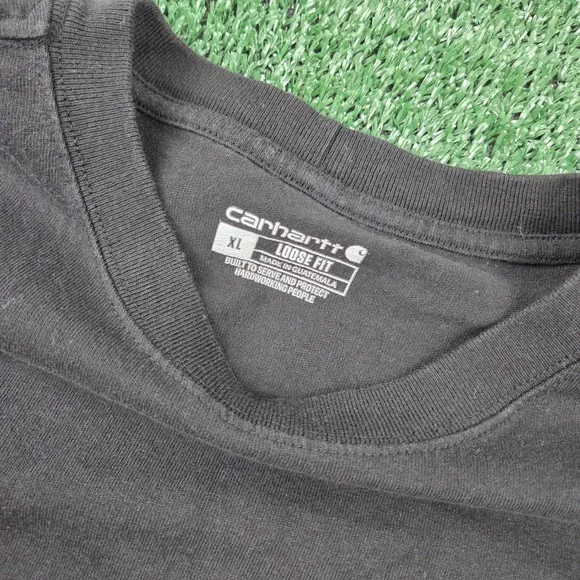 carhartt
XL LOOSE FIT
MADE IN GUATEMALA
BUILT TO SERVE AND PROTECT
HARDWORKING PEOPLE